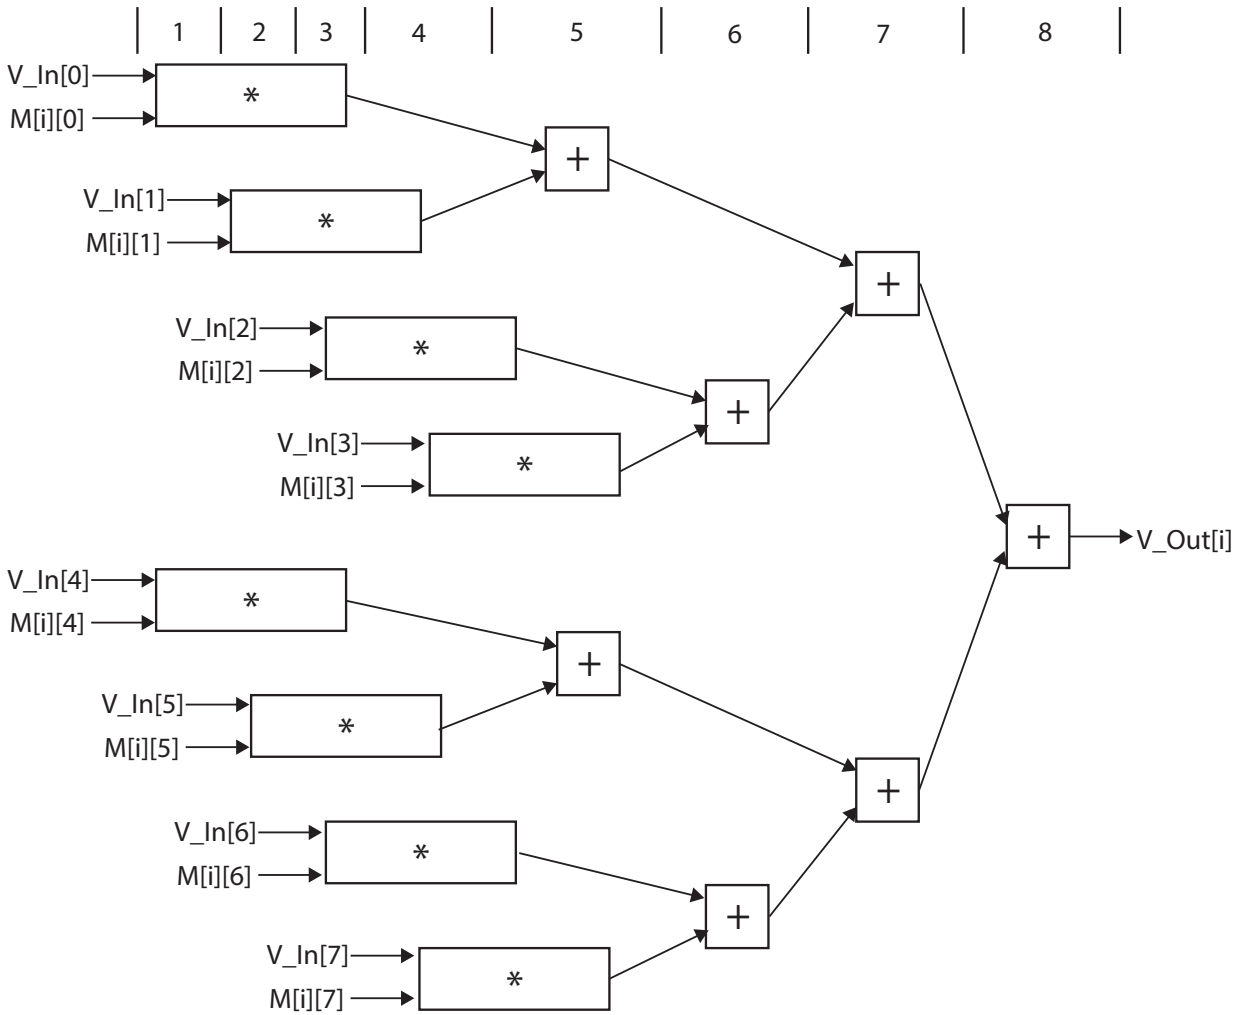 1 2 3 4 5 6 7 8
V_In[0]
*
M[i][0]
+
V_In[1]
*
M[i][1]
+
V_In[2]
*
M[i][2]
+
V_In[3]
*
M[i][3]
+ V_Out[i]
V_In[4]
*
M[i][4]
+
V_In[5]
*
M[i][5]
+
V_In[6]
*
M[i][6]
+
V_In[7]
*
M[i][7]